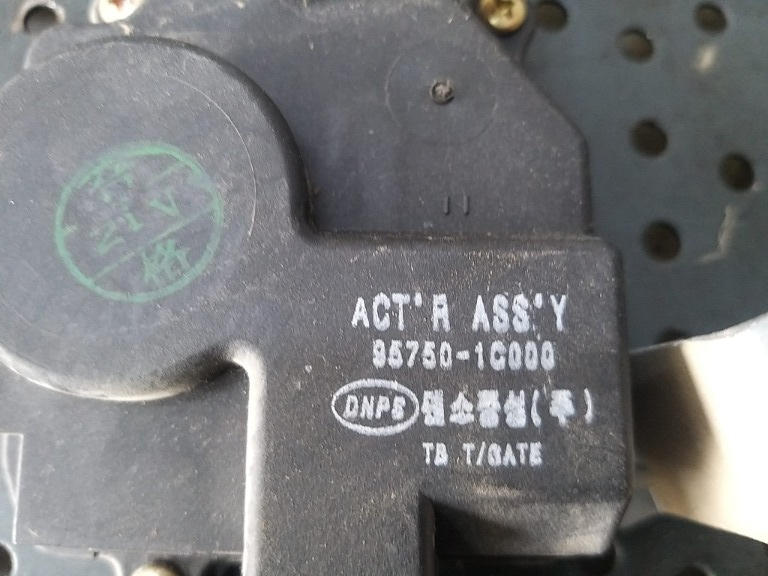 ACT'R ASS'Y
95750-1C000
DNPS 덴소풍성(주)
TB T/GATE